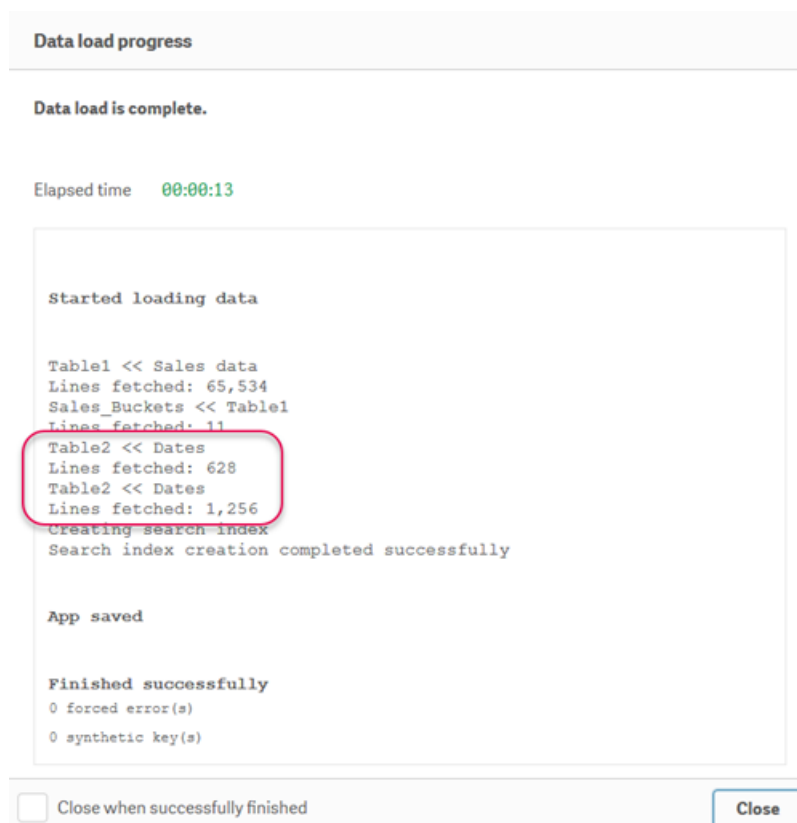 Data load progress
Data load is complete.
Elapsed time 00:00:13
Started loading data
Table1 << Sales data
Lines fetched: 65,534
Sales_Buckets << Table1
Lines fetched: 11
Table2 << Dates
Lines fetched: 628
Table2 << Dates
Lines fetched: 1,256
Creating search index
Search index creation completed successfully
App saved
Finished successfully
0 forced error(s)
0 synthetic key(s)
Close when successfully finished
Close